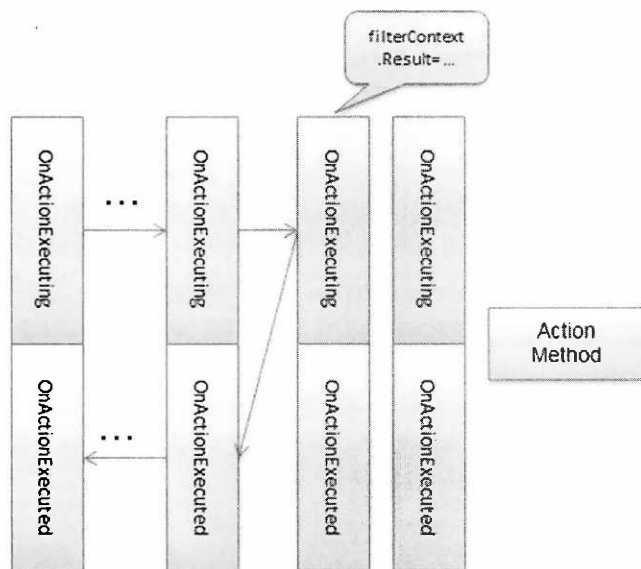 filterContext
.Result=...
OnActionExecuting
...
OnActionExecuting
OnActionExecuting
OnActionExecuting
Action
Method
OnActionExecuted
...
OnActionExecuted
OnActionExecuted
OnActionExecuted